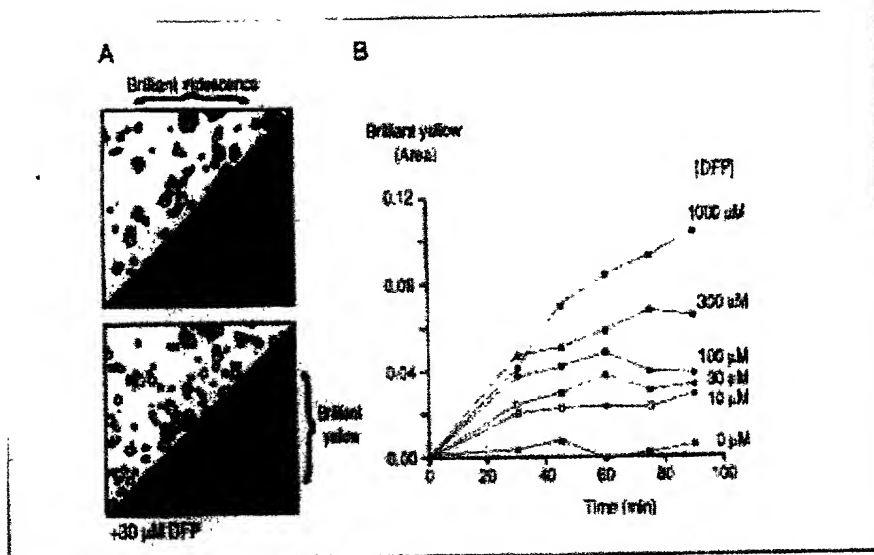 A
B
Brilliant iridescence
Brilliant yellow
(Area)
[DFP]
0.12
0.08
0.04
0.00
1000 µM
300 µM
100 µM
30 µM
10 µM
0 µM
0
20
40
60
80
100
Time (min)
Brilliant
yellow
+30 µM DFP